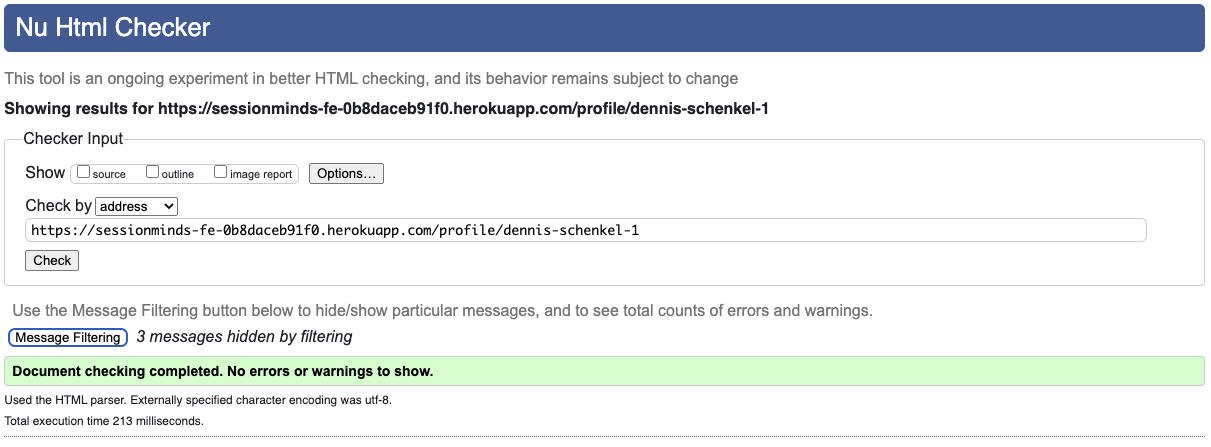 Nu Html Checker
This tool is an ongoing experiment in better HTML checking, and its behavior remains subject to change
Showing results for https://sessionminds-fe-0b8daceb91f0.herokuapp.com/profile/dennis-schenkel-1
Checker Input
Show source outline image report Options...
Check by address
https://sessionminds-fe-0b8daceb91f0.herokuapp.com/profile/dennis-schenkel-1
Check
Use the Message Filtering button below to hide/show particular messages, and to see total counts of errors and warnings.
Message Filtering 3 messages hidden by filtering
Document checking completed. No errors or warnings to show.
Used the HTML parser. Externally specified character encoding was utf-8.
Total execution time 213 milliseconds.